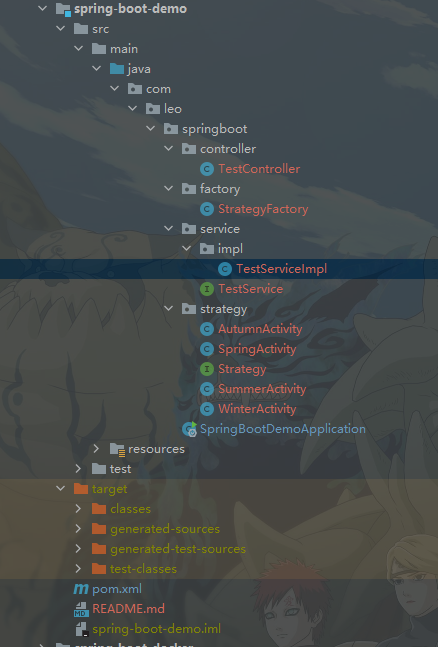 spring-boot-demo
src
main
java
com
leo
springboot
controller
TestController
factory
StrategyFactory
service
impl
TestServiceImpl
TestService
strategy
AutumnActivity
SpringActivity
Strategy
SummerActivity
WinterActivity
SpringBootDemoApplication
resources
test
target
classes
generated-sources
generated-test-sources
test-classes
pom.xml
README.md
spring-boot-demo.iml